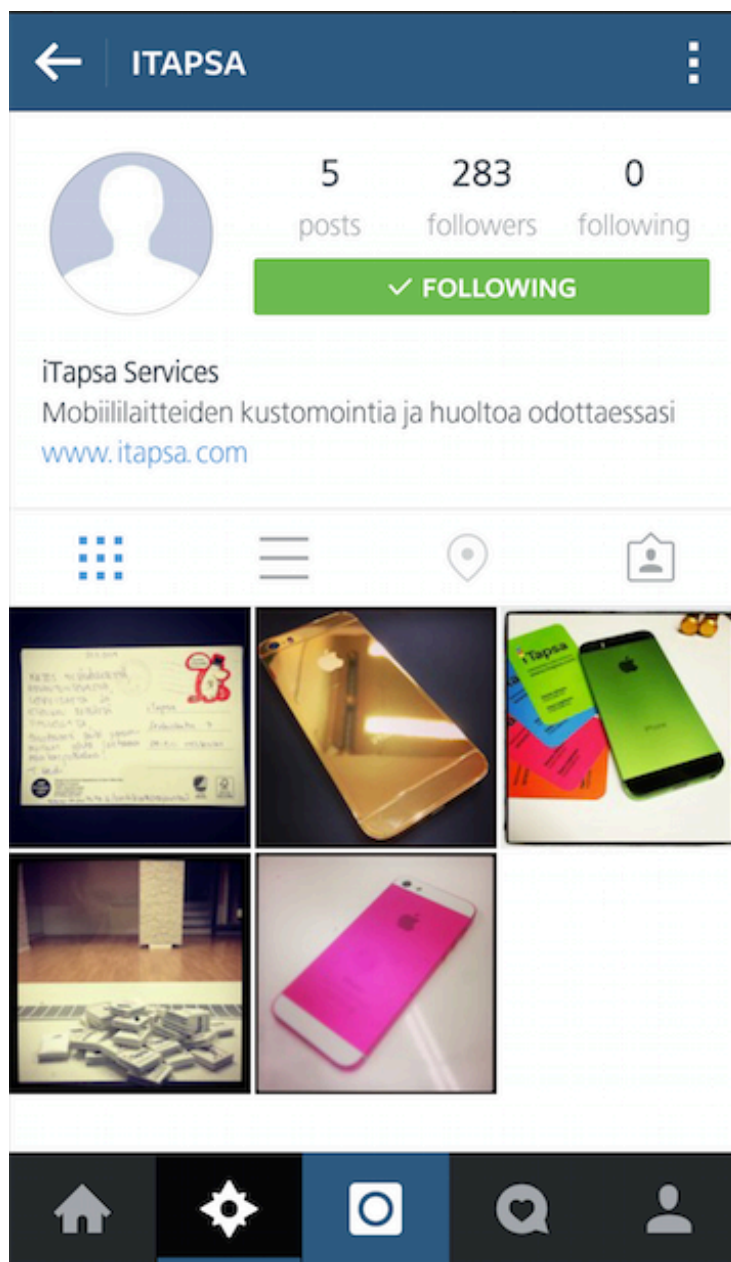 ITAPSA
5 283 0
posts followers following
FOLLOWING
iTapsa Services
Mobiililaitteiden kustomointia ja huoltoa odottaessasi
www.itapsa.com
iTapsa
iPhone